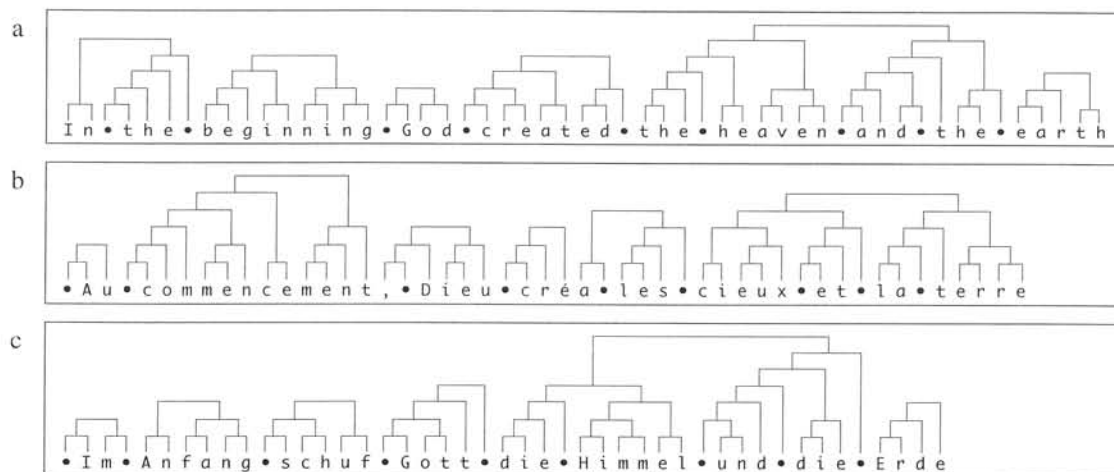 a
In•the•beginning•God•created•the•heaven•and•the•earth
b
•Au•commencement,•Dieu•créa•les•cieux•et•la•terre
c
•Im•Anfang•schuf•Gott•die•Himmel•und•die•Erde